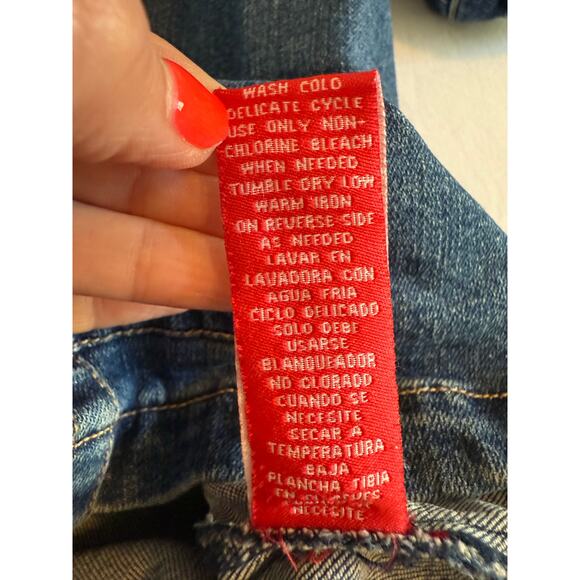 WASH COLD
DELICATE CYCLE
USE ONLY NON-
CHLORINE BLEACH
WHEN NEEDED
TUMBLE DRY LOW
WARM IRON
ON REVERSE SIDE
AS NEEDED
LAVAR EN
LAVADORA CON
AGUA FRIA
CICLO DELICADO
SOLO DEBE
USARSE
BLANQUEADOR
NO CLORADO
CUANDO SE
NECESITE
SECAR A
TEMPERATURA
BAJA
PLANCHA TIBIA
EN
NECESITE